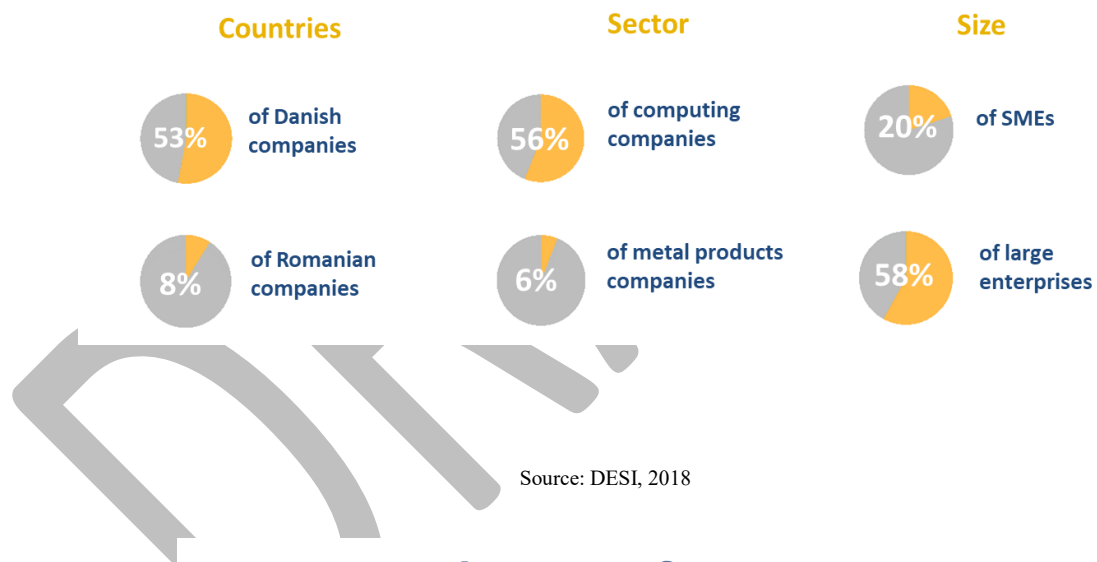 Countries
Sector
Size
53%
of Danish
companies
56%
of computing
companies
20%
of SMEs
8%
of Romanian
companies
6%
of metal products
companies
58%
of large
enterprises
Source: DESI, 2018